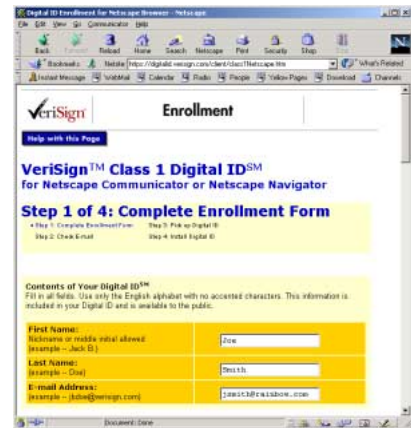 Digital ID Enrollment for Netscape Browser - Netscape
File Edit View Go Communicator Help
Back Forward Reload Home Search Netscape Print Security Shop
Bookmarks Netsite: https://digitalid.verisign.com/client/class1Netscape.htm What's Related
Instant Message WebMail Calendar Radio People Yellow Pages Download Channels
VeriSign Enrollment
Help with this Page
VeriSign™ Class 1 Digital ID℠
for Netscape Communicator or Netscape Navigator
Step 1 of 4: Complete Enrollment Form
Step 1: Complete Enrollment Form Step 3: Pick up Digital ID
Step 2: Check E-mail Step 4: Install Digital ID
Contents of Your Digital ID℠
Fill in all fields. Use only the English alphabet with no accented characters. This information is
included in your Digital ID and is available to the
public.
First Name:
Nickname or middle initial allowed
(example -- Jack B.)
Joe
Last Name:
(example -- Doe)
Smith
E-mail Address:
(example -- jbdoe@verisign.com)
jsmith@rainbow.com
Document: Done